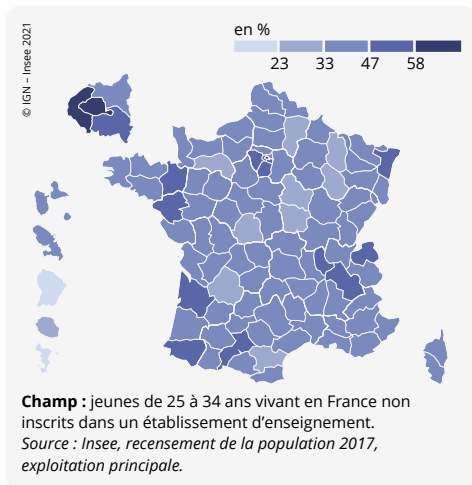 en %
23 33 47 58
© IGN – Insee 2021
Champ : jeunes de 25 à 34 ans vivant en France non
inscrits dans un établissement d’enseignement.
Source : Insee, recensement de la population 2017,
exploitation principale.